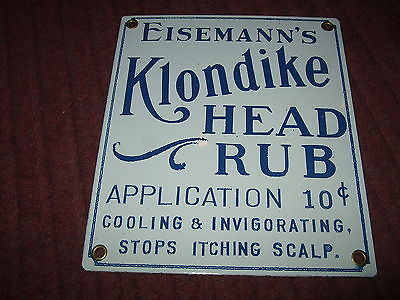 EISEMANN'S
Klondike
HEAD
RUB
APPLICATION 10¢
COOLING & INVIGORATING,
STOPS ITCHING SCALP.